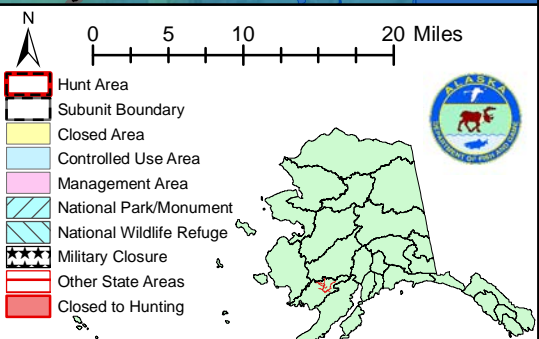 N
0 5 10 20 Miles
Hunt Area
Subunit Boundary
Closed Area
Controlled Use Area
Management Area
National Park/Monument
National Wildlife Refuge
Military Closure
Other State Areas
Closed to Hunting
ALASKA
DEPARTMENT OF FISH AND GAME